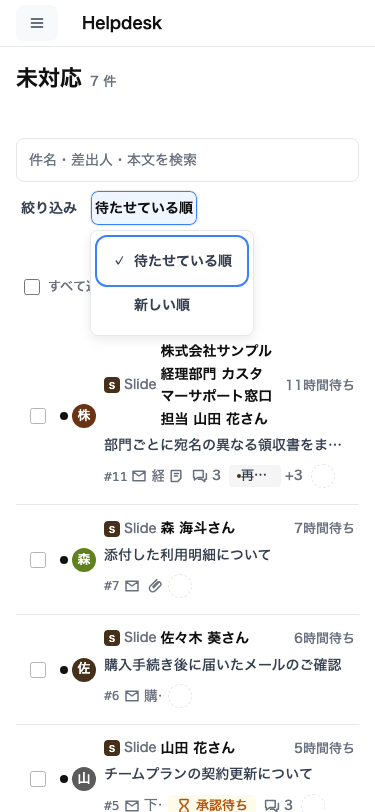 Helpdesk
未対応 7 件
件名・差出人・本文を検索
絞り込み 待たせている順
✓ 待たせている順
新しい順
すべて
S Slide 株式会社サンプル
経理部門 カスタ
マーサポート窓口
担当 山田 花さん
11時間待ち
株
部門ごとに宛名の異なる領収書をま…
#11 経 3 •再… +3
S Slide 森 海斗さん 7時間待ち
森
添付した利用明細について
#7
S Slide 佐々木 葵さん 6時間待ち
佐
購入手続き後に届いたメールのご確認
#6 購·
S Slide 山田 花さん 5時間待ち
山
チームプランの契約更新について
#5 下· 承認待ち 3